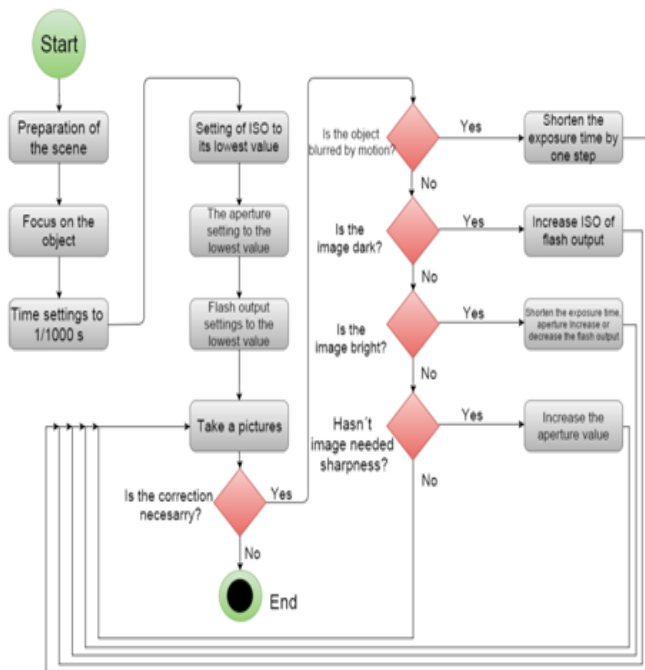 Start
Preparation of
the scene
Focus on the
object
Time settings to
1/1000 s
Setting of ISO to
its lowest value
The aperture
setting to the
lowest value
Flash output
settings to the
lowest value
Take a pictures
Is the correction
necesarry?
Yes
No
End
Is the object
blurred by motion?
Yes
Shorten the
exposure time by
one step
No
Is the
image dark?
Yes
Increase ISO of
flash output
No
Is the
image bright?
Yes
Shorten the exposure time,
aperture increase or
decrease the flash output
No
Hasn´t
image needed
sharpness?
Yes
Increase the
aperture value
No